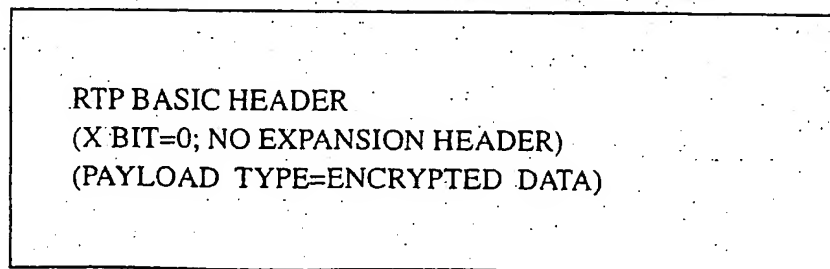 RTP BASIC HEADER
(X BIT=0; NO EXPANSION HEADER)
(PAYLOAD TYPE=ENCRYPTED DATA)